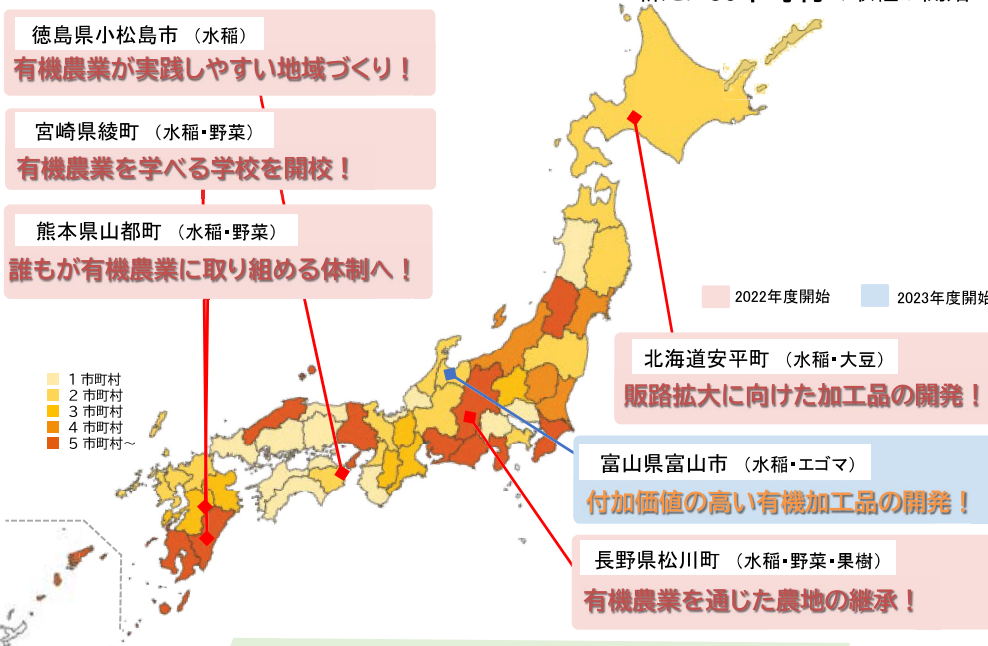 徳島県小松島市 （水稲）
有機農業が実践しやすい地域づくり！
宮崎県綾町 （水稲・野菜）
有機農業を学べる学校を開校！
熊本県山都町 （水稲・野菜）
誰もが有機農業に取り組める体制へ！
2022年度開始
2023年度開始
北海道安平町 （水稲・大豆）
販路拡大に向けた加工品の開発！
1 市町村
2 市町村
3 市町村
4 市町村
5 市町村～
富山県富山市 （水稲・エゴマ）
付加価値の高い有機加工品の開発！
長野県松川町 （水稲・野菜・果樹）
有機農業を通じた農地の継承！